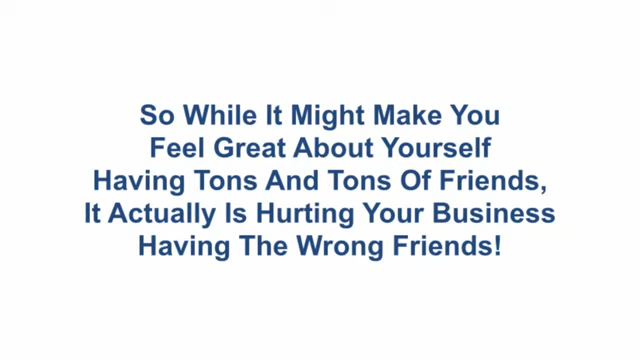 So While It Might Make You
Feel Great About Yourself
Having Tons And Tons Of Friends,
It Actually Is Hurting Your Business
Having The Wrong Friends!